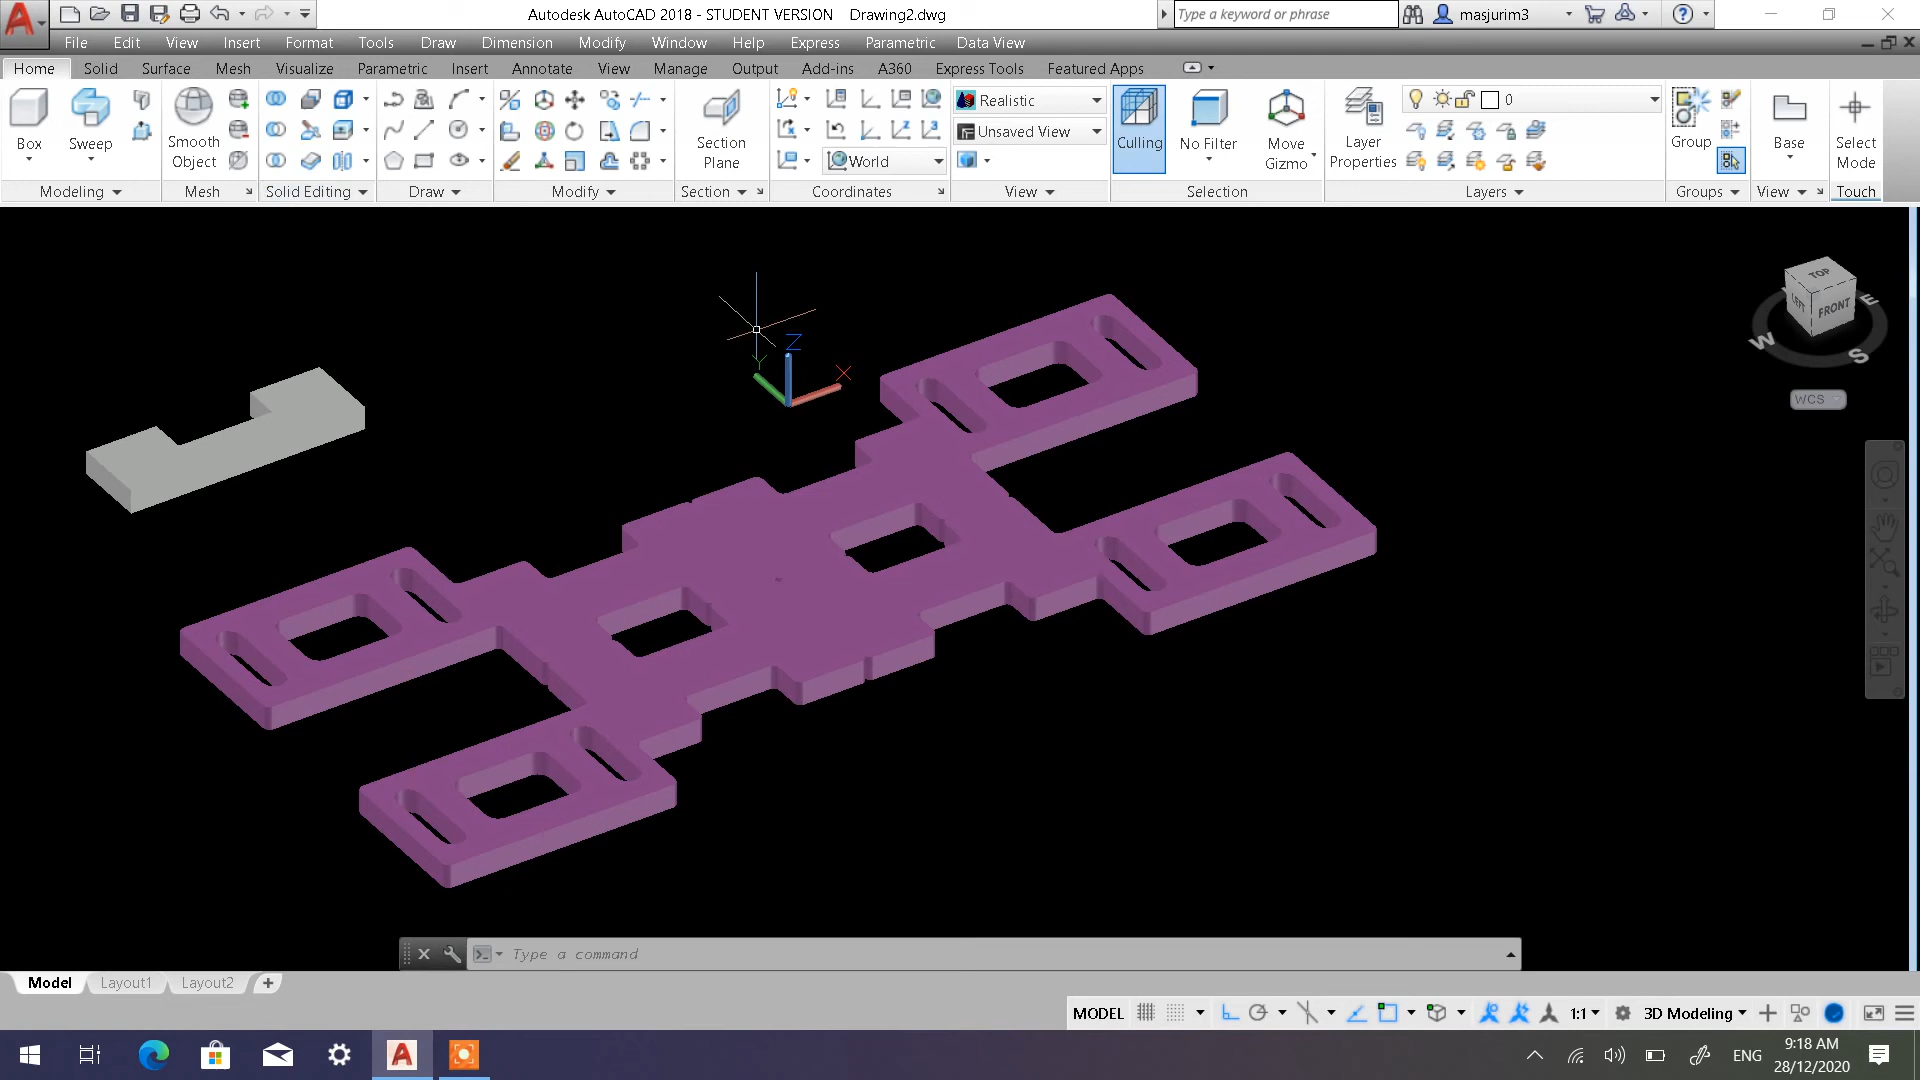 Autodesk AutoCAD 2018 - STUDENT VERSION Drawing2.dwg
Type a keyword or phrase
masjurim3
File Edit View Insert Format Tools Draw Dimension Modify Window Help Express Parametric Data View
Home Solid Surface Mesh Visualize Parametric Insert Annotate View Manage Output Add-ins A360 Express Tools Featured Apps
Box
Sweep
Smooth
Object
Section
Plane
Realistic
Unsaved View
World
Culling
No Filter
Move
Gizmo
Layer
Properties
0
Group
Base
Select
Mode
Modeling Mesh Solid Editing Draw Modify Section Coordinates View Selection Layers Groups View Touch
TOP
LEFT
FRONT
E
W
S
WCS
Z
Y
X
Type a command
Model Layout1 Layout2
MODEL 1:1 3D Modeling
ENG
9:18 AM
28/12/2020